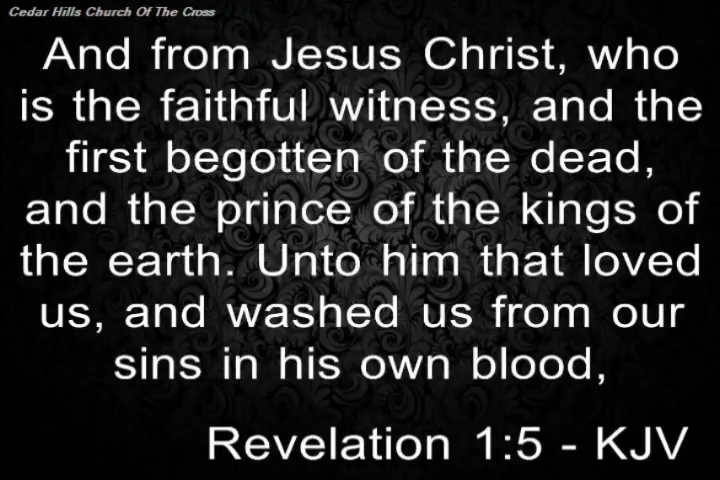 Cedar Hills Church Of The Cross
And from Jesus Christ, who
is the faithful witness, and the
first begotten of the dead,
and the prince of the kings of
the earth. Unto him that loved
us, and washed us from our
sins in his own blood,
Revelation 1:5 - KJV